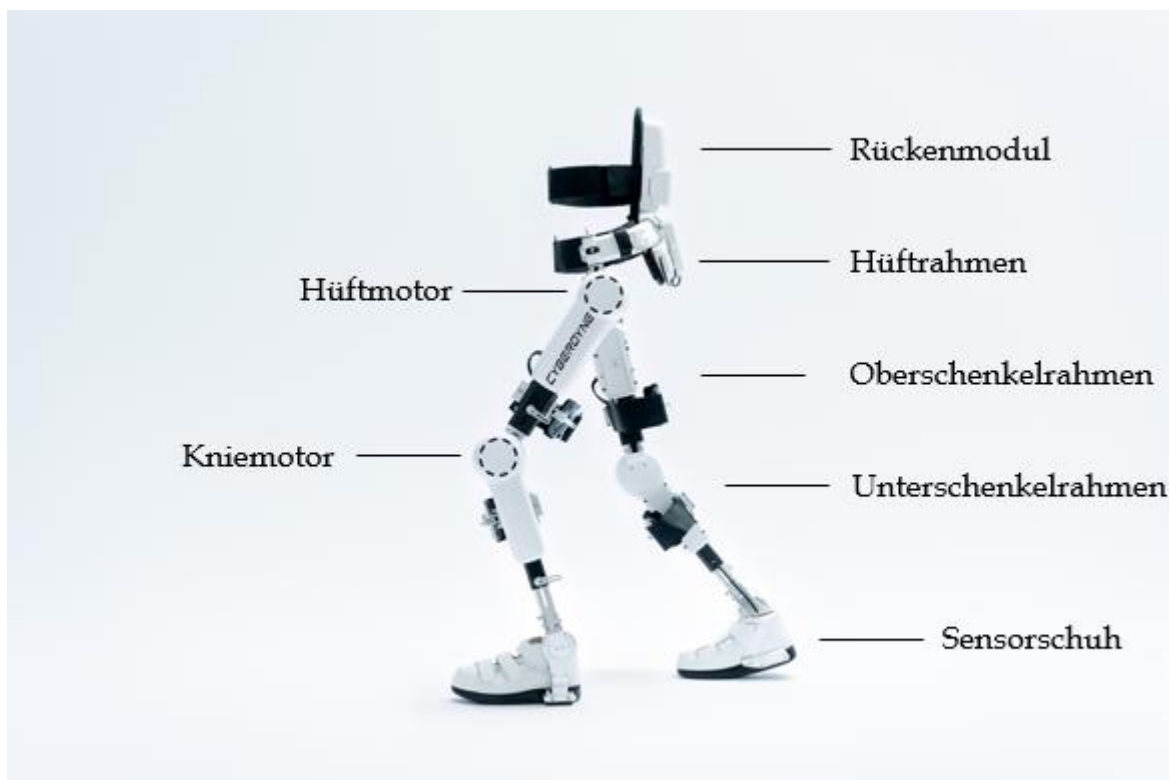 Rückenmodul
Hüftrahmen
Hüftmotor
CYBERDYNE
Oberschenkelrahmen
Kniemotor
Unterschenkelrahmen
Sensorschuh